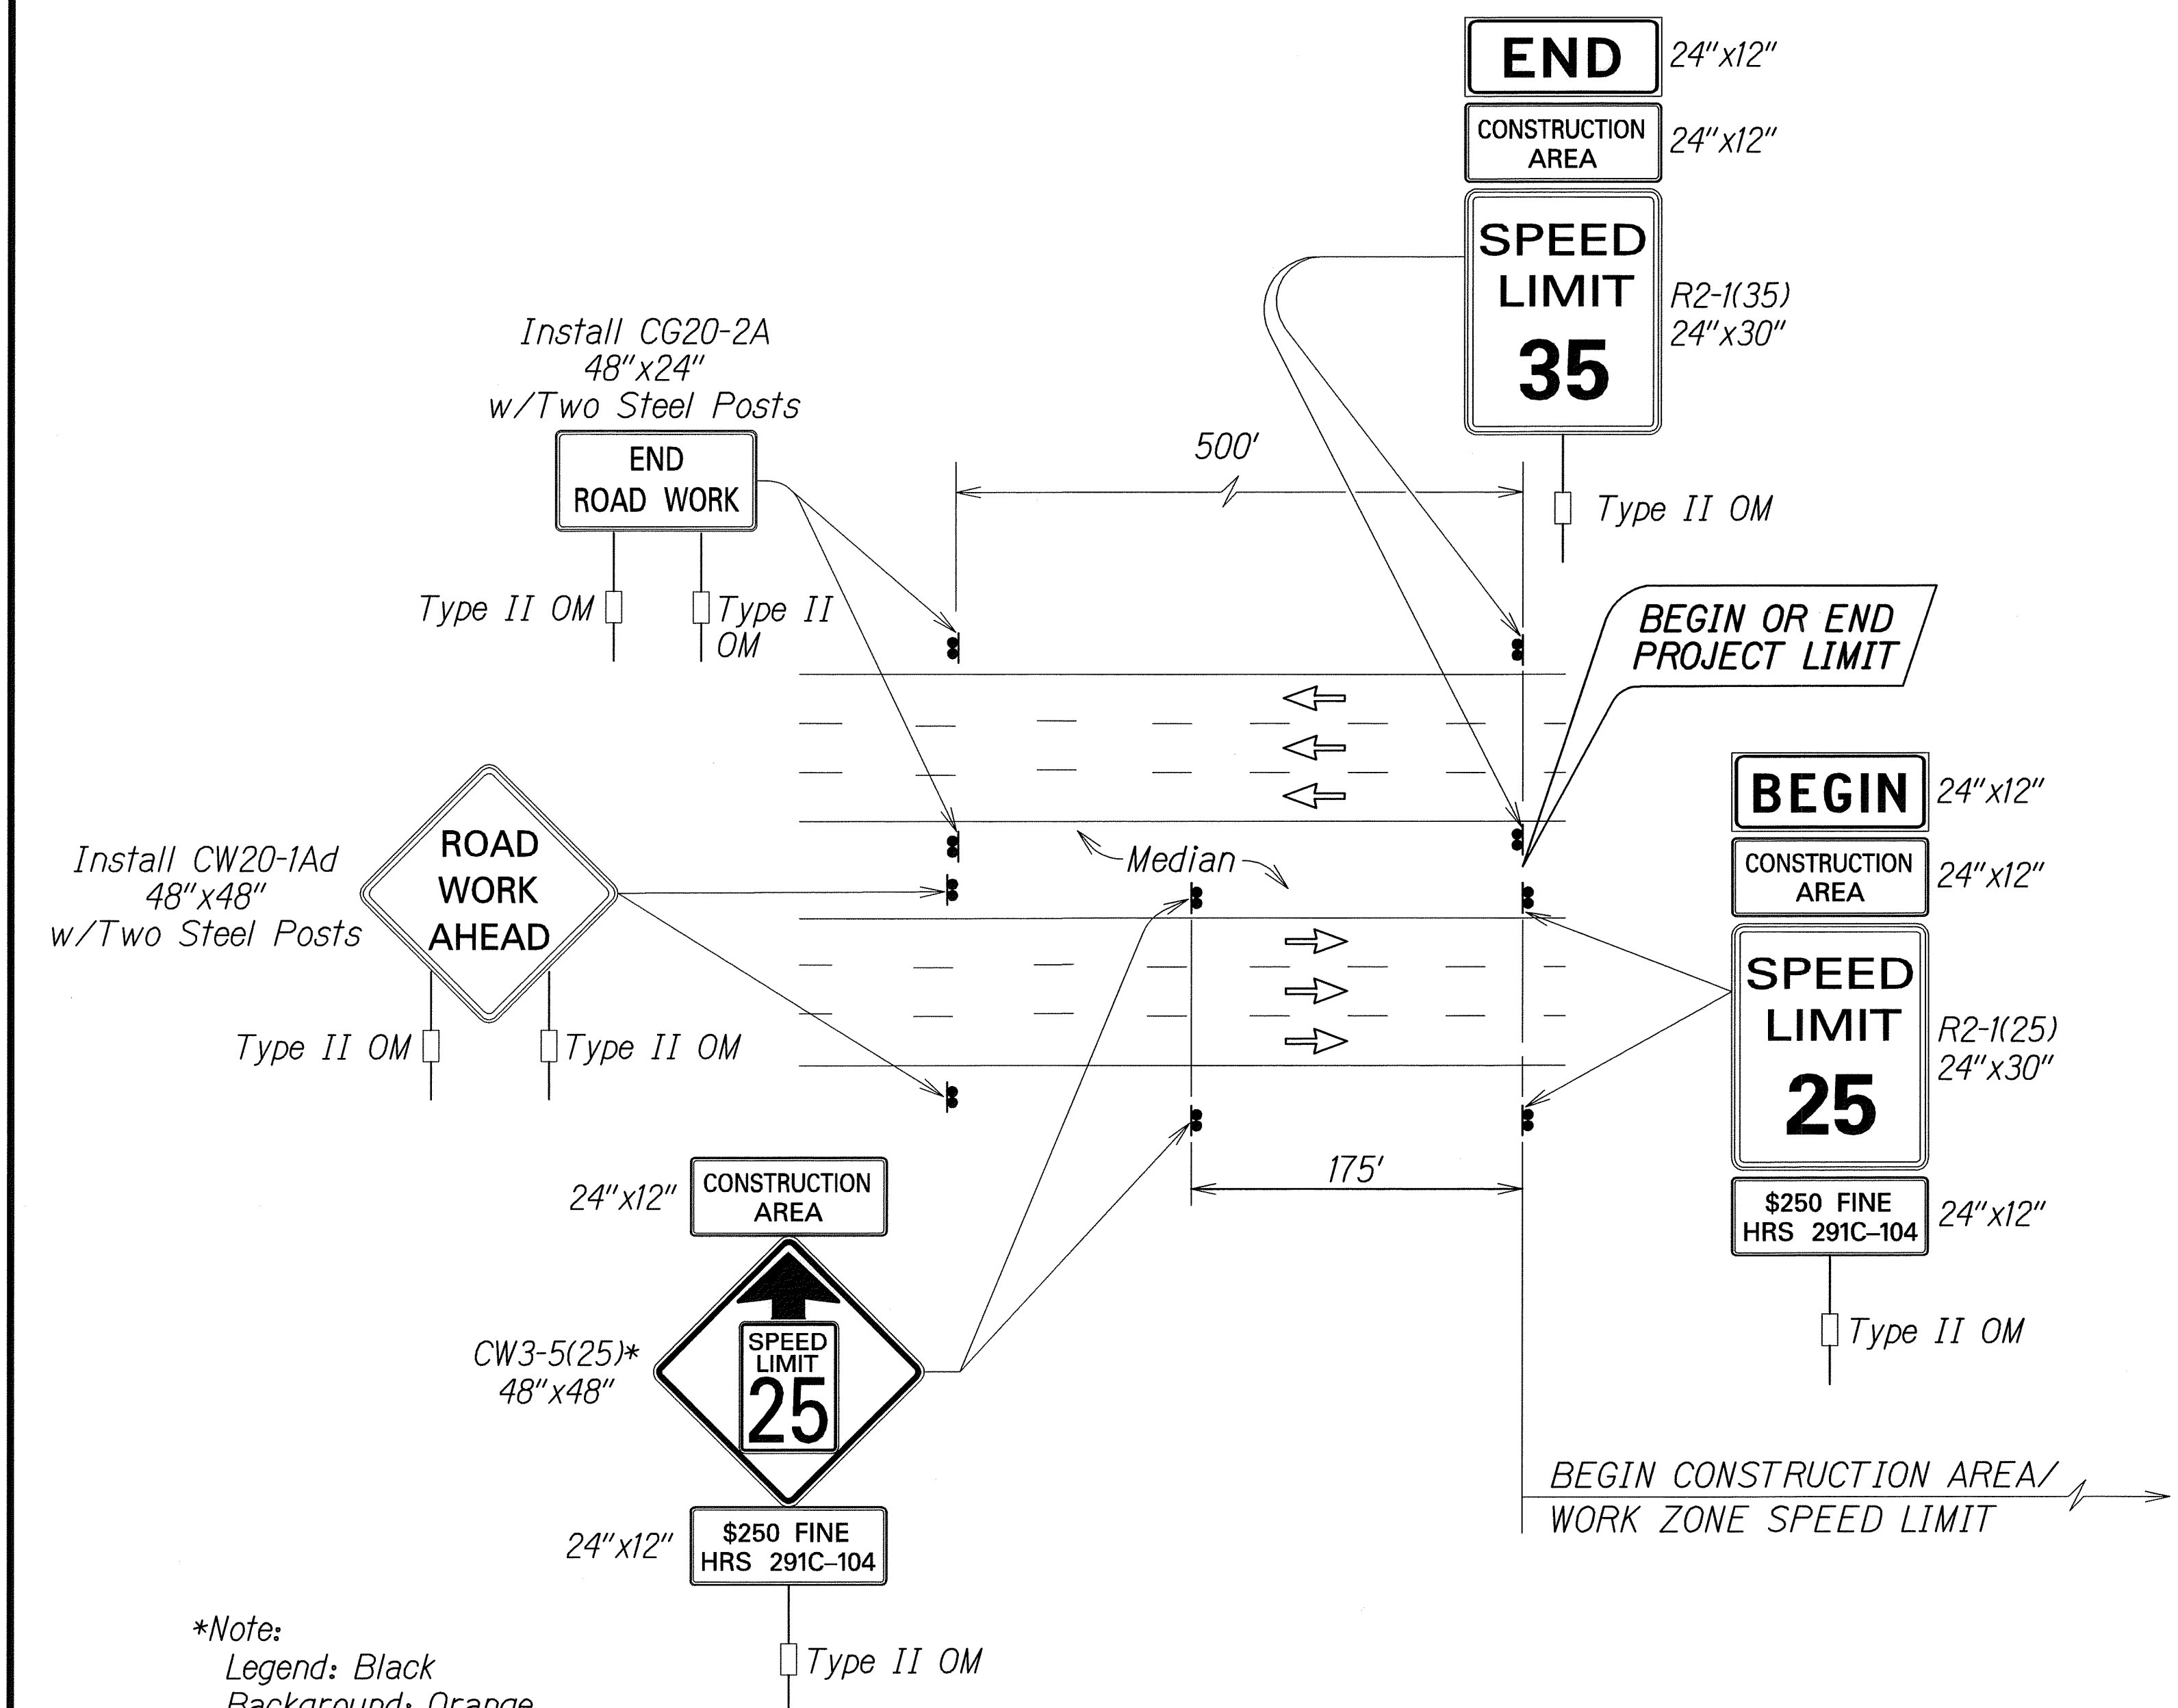 END
24"x12"
CONSTRUCTION
AREA
24"x12"
SPEED
LIMIT
35
R2-1(35)
24"x30"
Type II OM
Install CG20-2A
48"x24"
w/Two Steel Posts
END
ROAD WORK
Type II OM
Type II
OM
500'
BEGIN OR END
PROJECT LIMIT
Install CW20-1Ad
48"x48"
w/Two Steel Posts
ROAD
WORK
AHEAD
Type II OM
Type II OM
Median
BEGIN
24"x12"
CONSTRUCTION
AREA
24"x12"
SPEED
LIMIT
25
R2-1(25)
24"x30"
$250 FINE
HRS 291C-104
24"x12"
Type II OM
175'
24"x12"
CONSTRUCTION
AREA
CW3-5(25)*
48"x48"
SPEED
LIMIT
25
24"x12"
$250 FINE
HRS 291C-104
Type II OM
BEGIN CONSTRUCTION AREA/
WORK ZONE SPEED LIMIT
*Note:
Legend: Black
Background: Orange